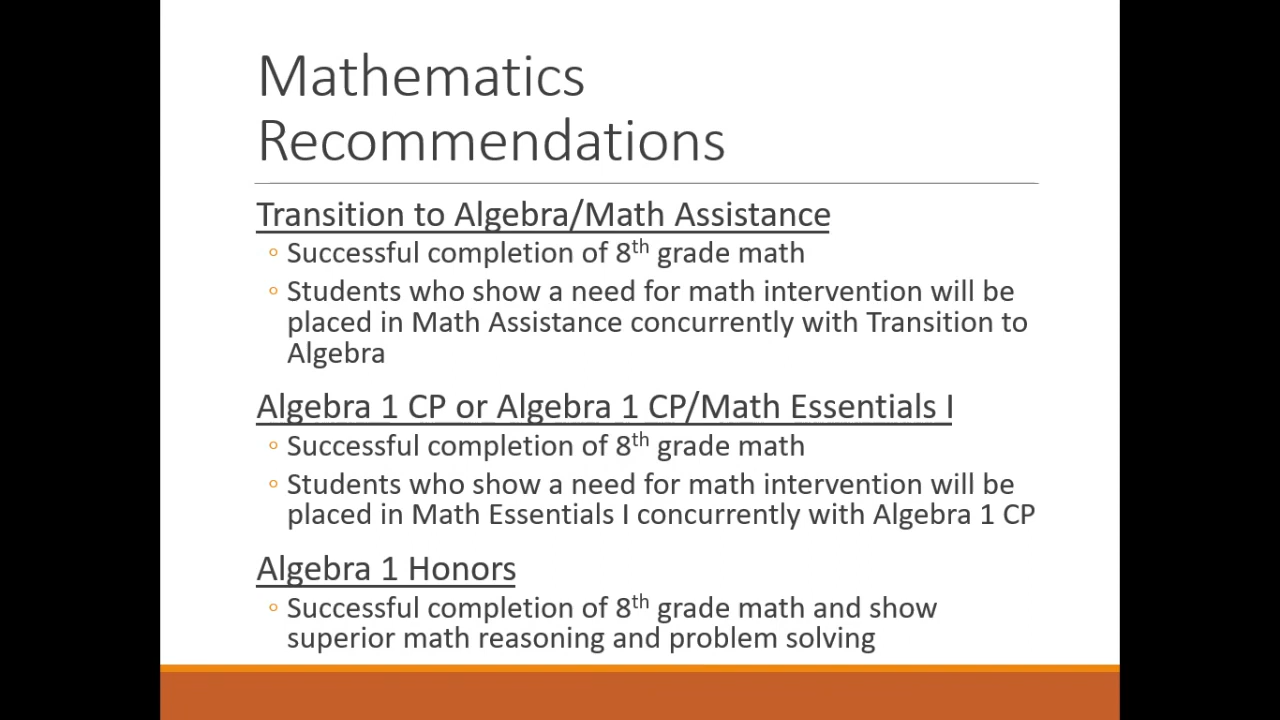 Mathematics
Recommendations
Transition to Algebra/Math Assistance
◦ Successful completion of 8th grade math
◦ Students who show a need for math intervention will be
placed in Math Assistance concurrently with Transition to
Algebra
Algebra 1 CP or Algebra 1 CP/Math Essentials I
◦ Successful completion of 8th grade math
◦ Students who show a need for math intervention will be
placed in Math Essentials I concurrently with Algebra 1 CP
Algebra 1 Honors
◦ Successful completion of 8th grade math and show
superior math reasoning and problem solving